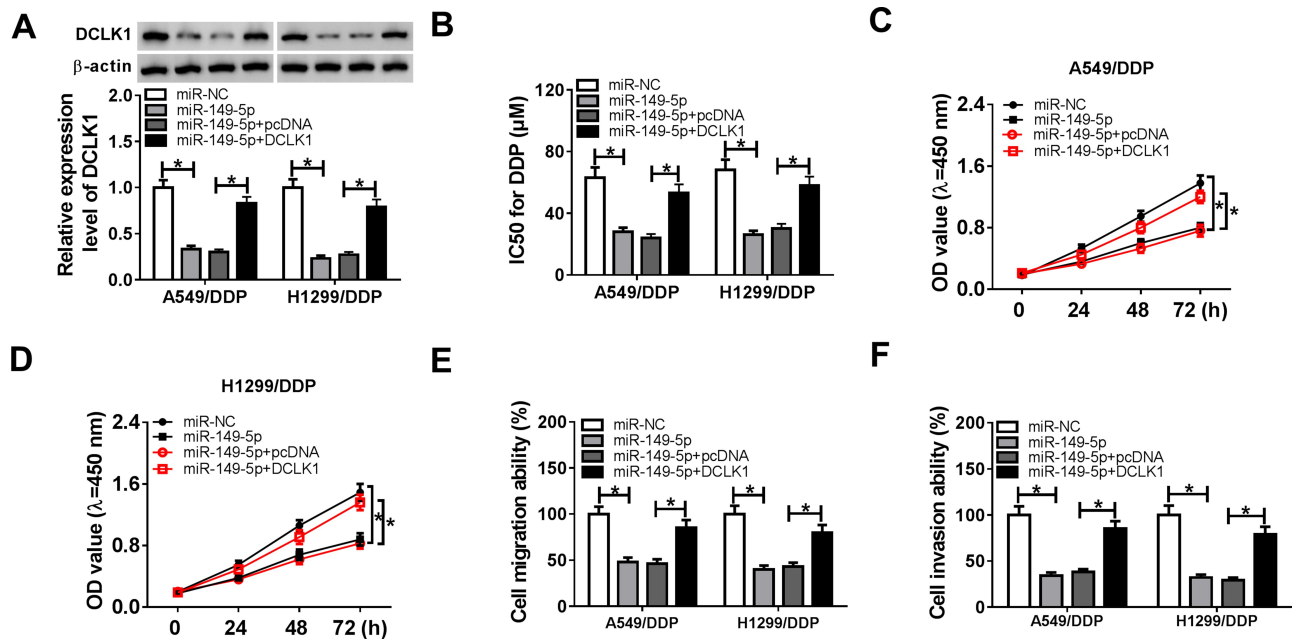 A
DCLK1
β-actin
Relative expression
level of DCLK1
2.0
1.5
1.0
0.5
0.0
miR-NC
miR-149-5p
miR-149-5p+pcDNA
miR-149-5p+DCLK1
*
*
*
*
A549/DDP
H1299/DDP
B
IC50 for DDP (μM)
120
80
40
0
miR-NC
miR-149-5p
miR-149-5p+pcDNA
miR-149-5p+DCLK1
*
*
*
*
A549/DDP
H1299/DDP
C
A549/DDP
OD value (λ=450 nm)
2.4
1.6
0.8
0.0
miR-NC
miR-149-5p
miR-149-5p+pcDNA
miR-149-5p+DCLK1
*
*
0
24
48
72 (h)
D
H1299/DDP
OD value (λ=450 nm)
2.4
1.6
0.8
0.0
miR-NC
miR-149-5p
miR-149-5p+pcDNA
miR-149-5p+DCLK1
*
*
0
24
48
72 (h)
E
Cell migration ability (%)
200
150
100
50
0
miR-NC
miR-149-5p
miR-149-5p+pcDNA
miR-149-5p+DCLK1
*
*
*
*
A549/DDP
H1299/DDP
F
Cell invasion ability (%)
200
150
100
50
0
miR-NC
miR-149-5p
miR-149-5p+pcDNA
miR-149-5p+DCLK1
*
*
*
*
A549/DDP
H1299/DDP